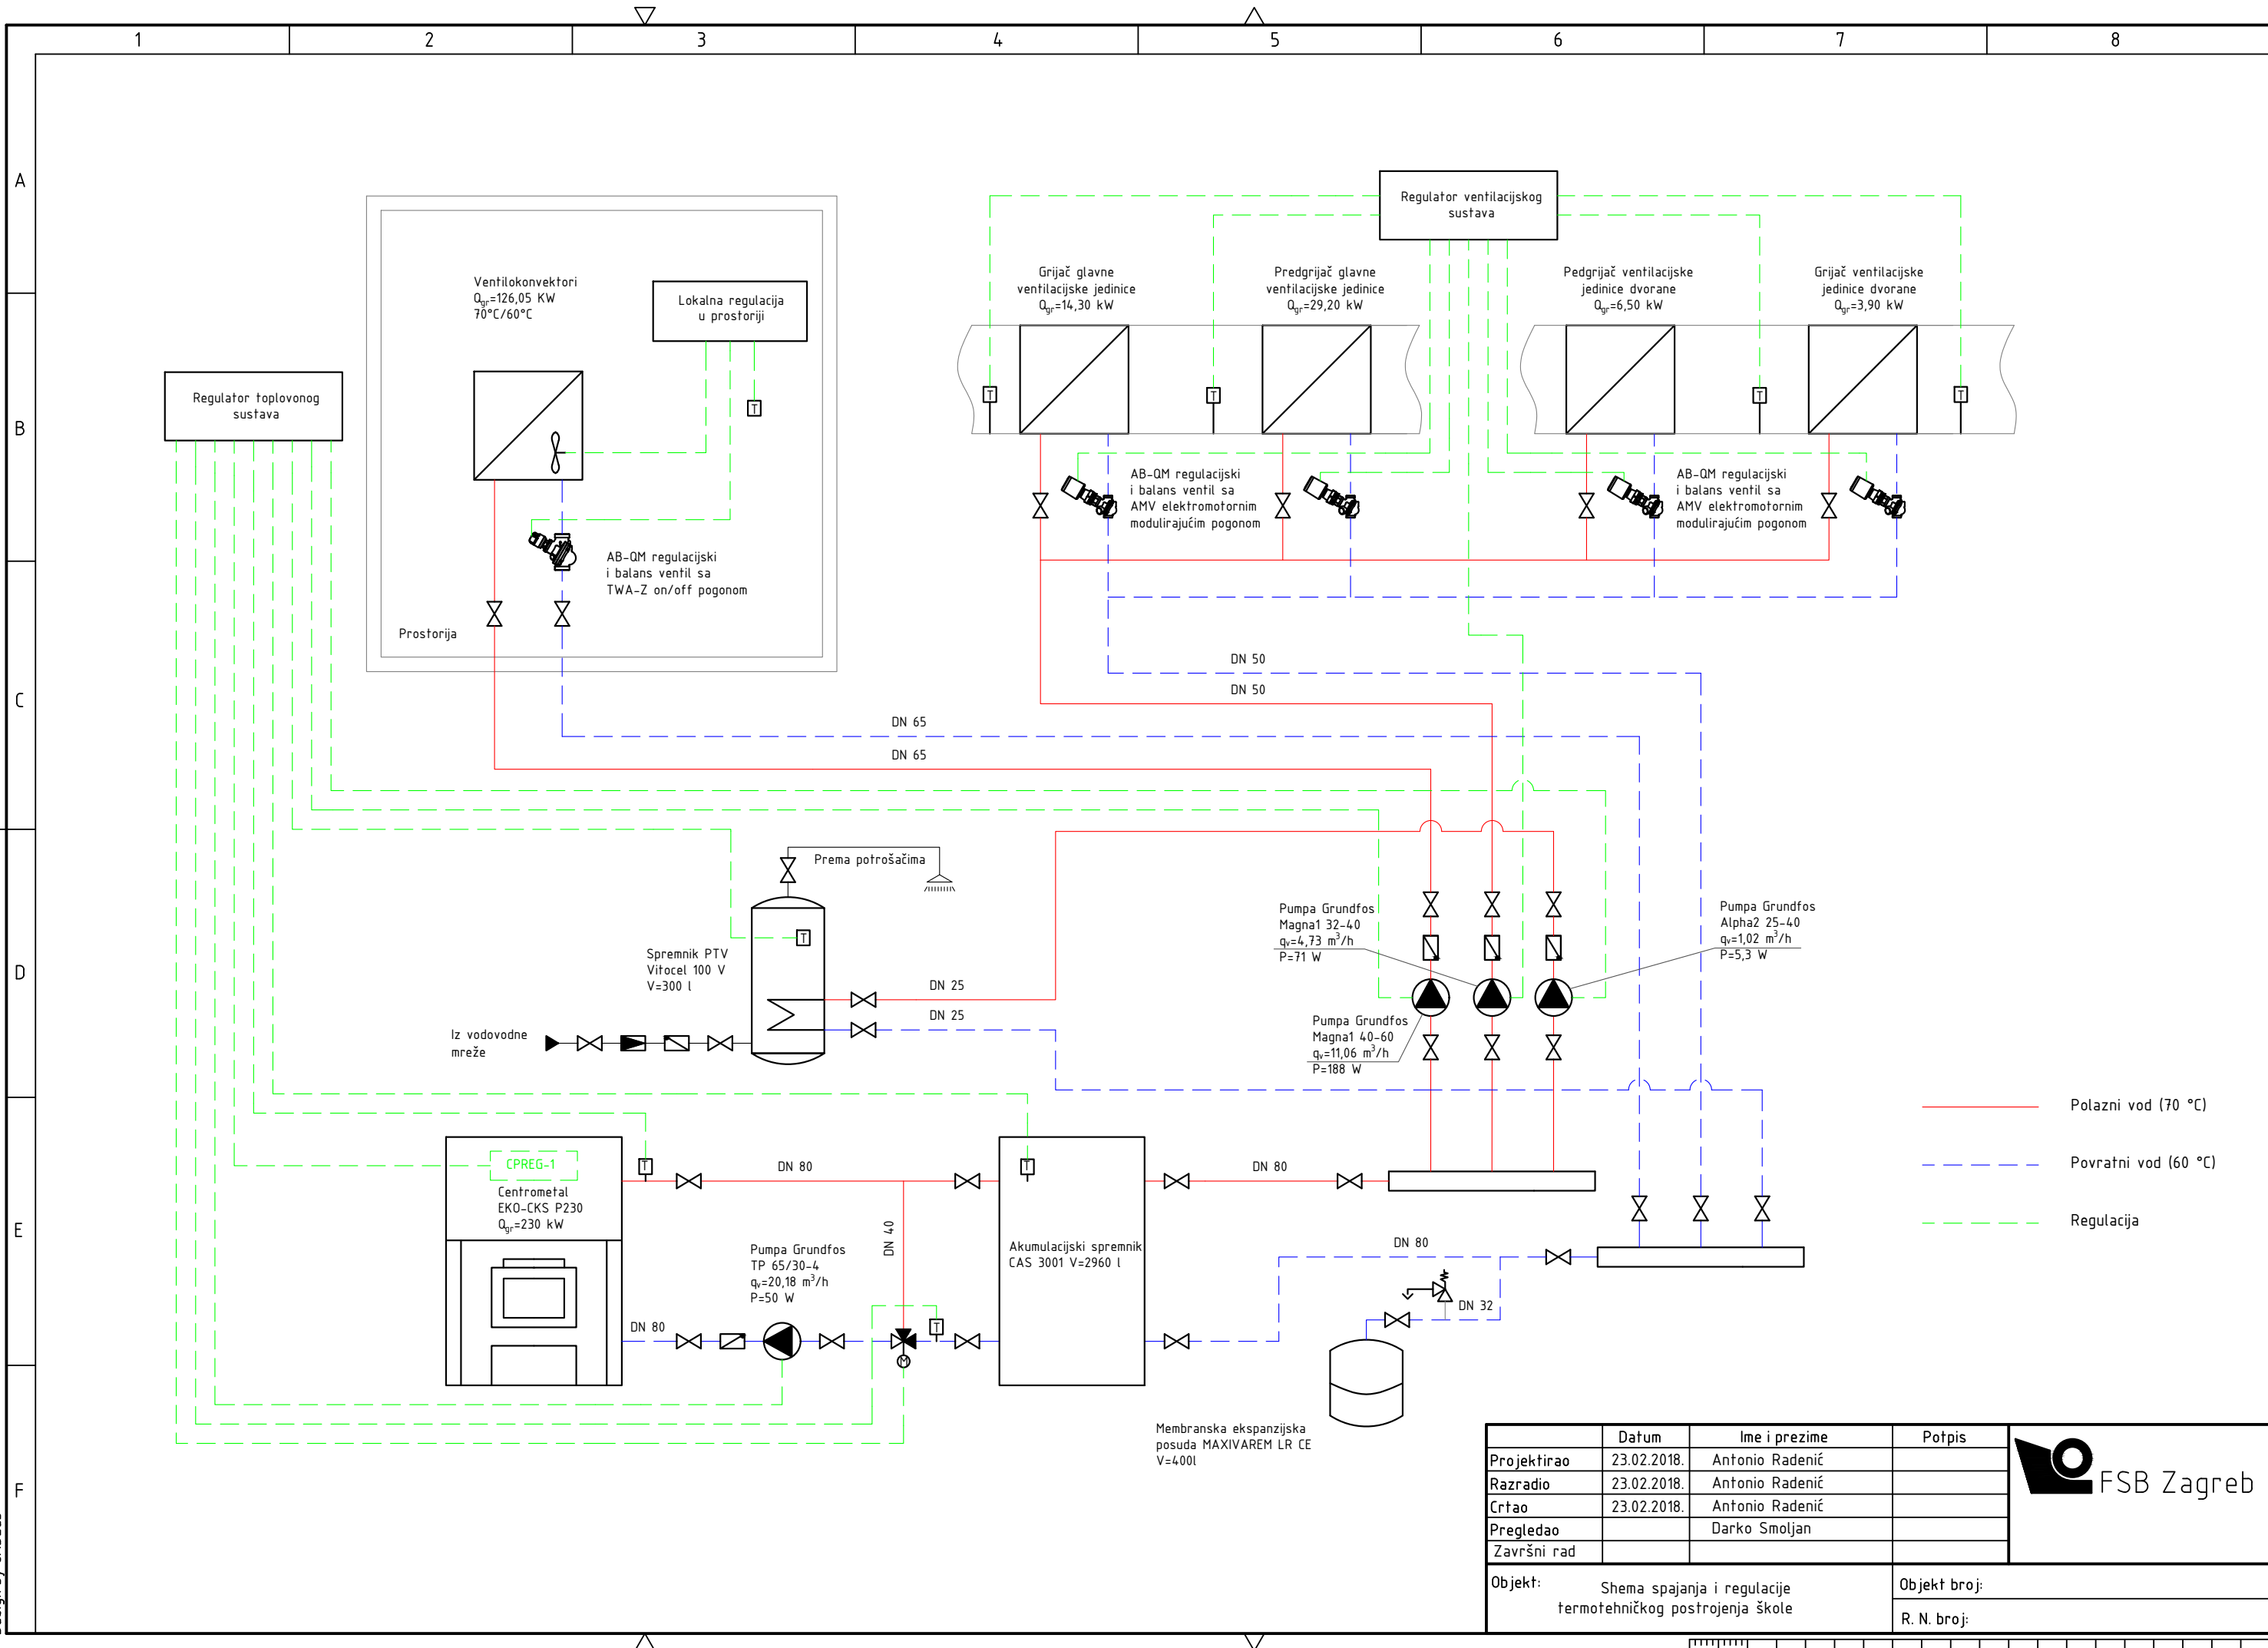 1 2 3 4 5 6 7 8
A
B
C
D
E
F
Regulator ventilacijskog
sustava
Grijač glavne
ventilacijske jedinice
Qgr=14,30 kW
Predgrijač glavne
ventilacijske jedinice
Qgr=29,20 kW
Pedgrijač ventilacijske
jedinice dvorane
Qgr=6,50 kW
Grijač ventilacijske
jedinice dvorane
Qgr=3,90 kW
Ventilokonvektori
Qgr=126,05 KW
70°C/60°C
Lokalna regulacija
u prostoriji
Regulator toplovonog
sustava
T
T
T
T
T
AB-QM regulacijski
i balans ventil sa
AMV elektromotornim
modulirajućim pogonom
AB-QM regulacijski
i balans ventil sa
AMV elektromotornim
modulirajućim pogonom
AB-QM regulacijski
i balans ventil sa
TWA-Z on/off pogonom
Prostorija
DN 50
DN 50
DN 65
DN 65
Prema potrošačima
Spremnik PTV
Vitocel 100 V
V=300 l
T
DN 25
DN 25
Iz vodovodne
mreže
Pumpa Grundfos
Magna1 32-40
qv=4,73 m³/h
P=71 W
Pumpa Grundfos
Alpha2 25-40
qv=1,02 m³/h
P=5,3 W
Pumpa Grundfos
Magna1 40-60
qv=11,06 m³/h
P=188 W
Polazni vod (70 °C)
Povratni vod (60 °C)
Regulacija
CPREG-1
Centrometal
EKO-CKS P230
Qgr=230 kW
T
DN 80
T
DN 80
DN 40
Pumpa Grundfos
TP 65/30-4
qv=20,18 m³/h
P=50 W
Akumulacijski spremnik
CAS 3001 V=2960 l
DN 80
DN 80
T
M
DN 32
Membranska ekspanzijska
posuda MAXIVAREM LR CE
V=400l
Datum Ime i prezime Potpis
Projektirao 23.02.2018. Antonio Radenić
Razradio 23.02.2018. Antonio Radenić
Crtao 23.02.2018. Antonio Radenić
Pregledao Darko Smoljan
Završni rad
FSB Zagreb
Objekt: Shema spajanja i regulacije
termotehničkog postrojenja škole
Objekt broj:
R. N. broj: